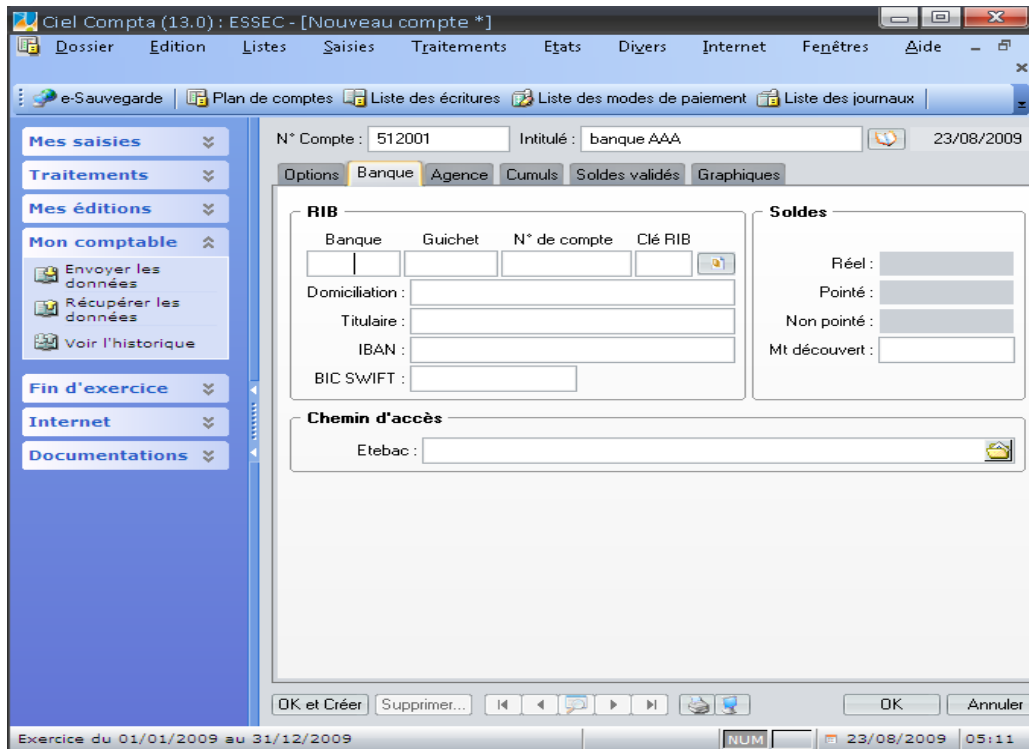 Ciel Compta (13.0) : ESSEC - [Nouveau compte *]
Dossier Edition Listes Saisies Traitements Etats Divers Internet Fenêtres Aide
e-Sauvegarde Plan de comptes Liste des écritures Liste des modes de paiement Liste des journaux
Mes saisies
Traitements
Mes éditions
Mon comptable
Envoyer les
données
Récupérer les
données
Voir l'historique
Fin d'exercice
Internet
Documentations
N° Compte : 512001 Intitulé : banque AAA 23/08/2009
Options Banque Agence Cumuls Soldes validés Graphiques
RIB
Banque Guichet N° de compte Clé RIB
Domiciliation :
Titulaire :
IBAN :
BIC SWIFT :
Soldes
Réel :
Pointé :
Non pointé :
Mt découvert :
Chemin d'accès
Etebac :
OK et Créer Supprimer... OK Annuler
Exercice du 01/01/2009 au 31/12/2009 NUM 23/08/2009 05:11